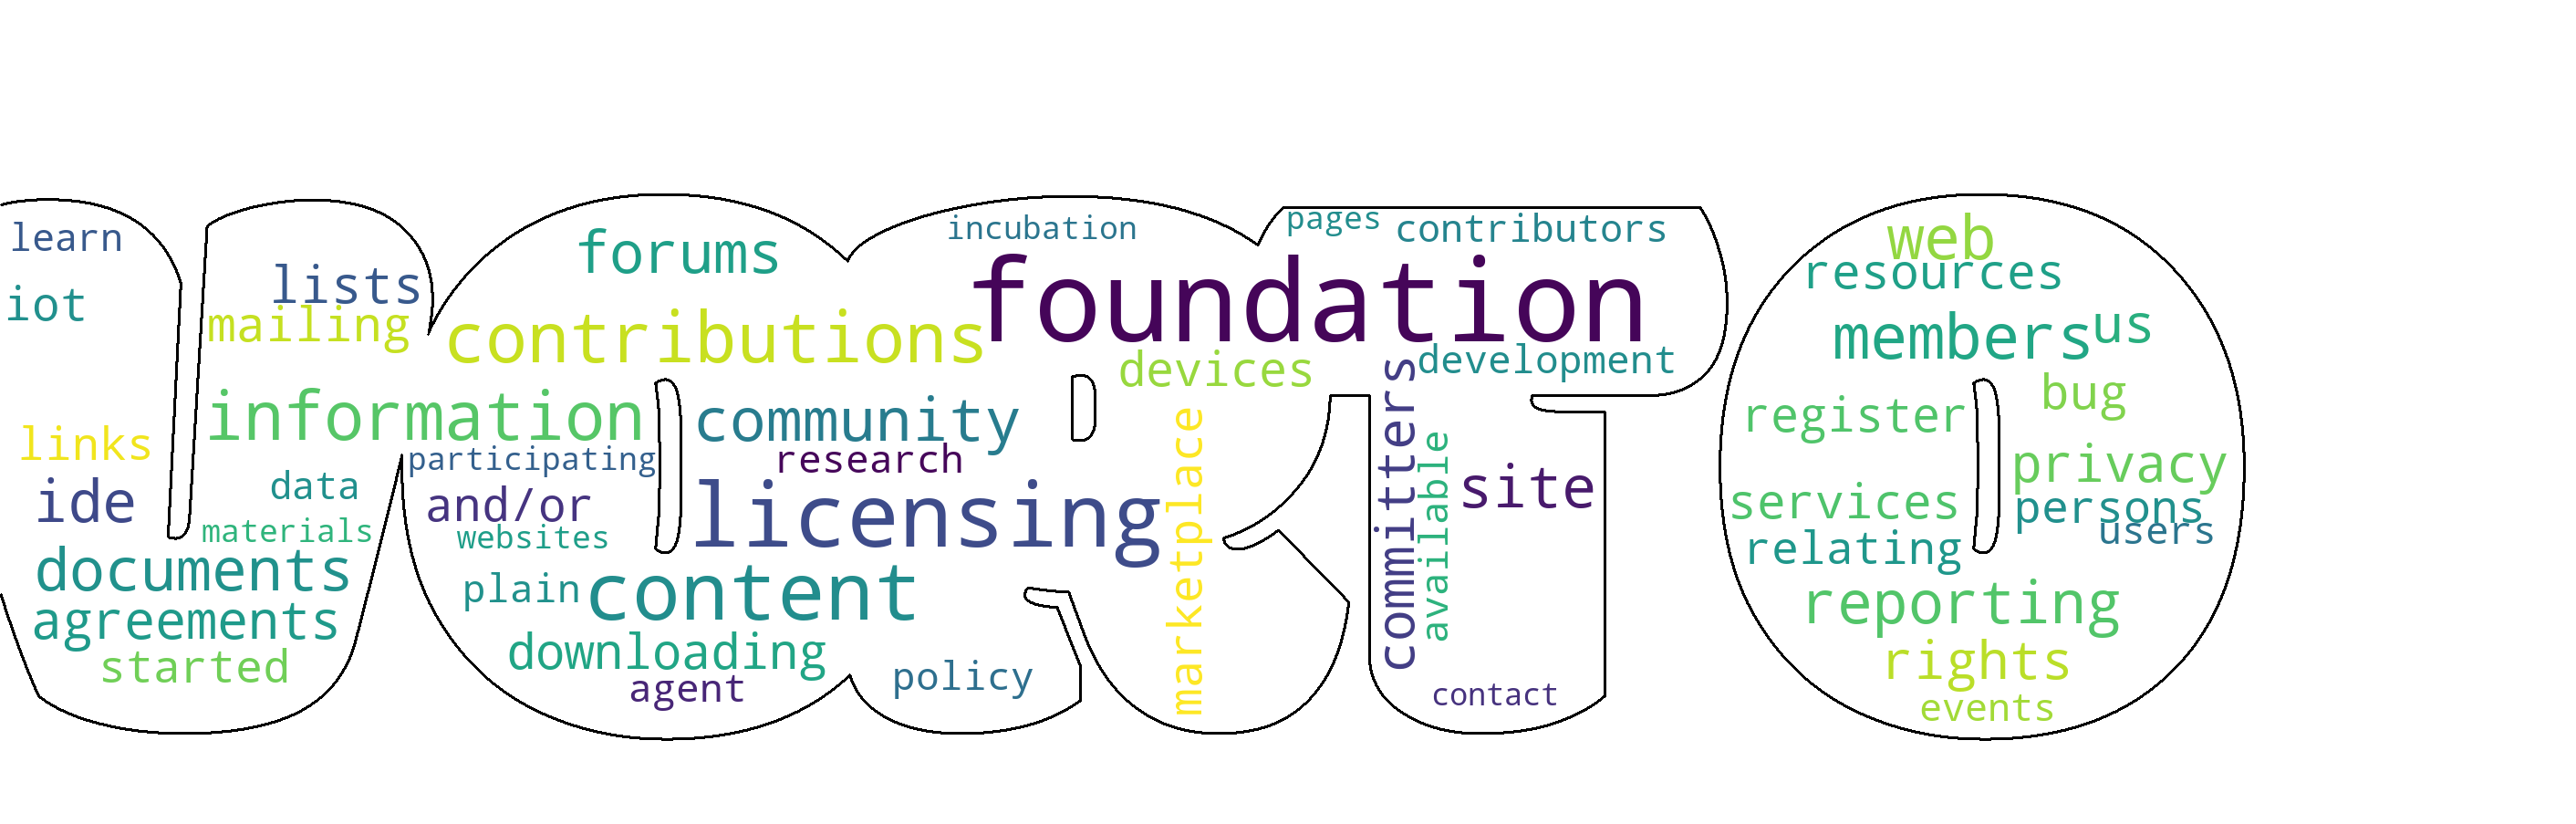 learn
iot
links
ide
documents
agreements
started
lists
mailing
information
data
materials
forums
contributions
participating
and/or
websites
plain
content
downloading
agent
community
research
licensing
policy
incubation
foundation
devices
marketplace
pages
contributors
development
committers
available
site
contact
web
resources
members
us
register
bug
services
privacy
persons
users
relating
reporting
rights
events